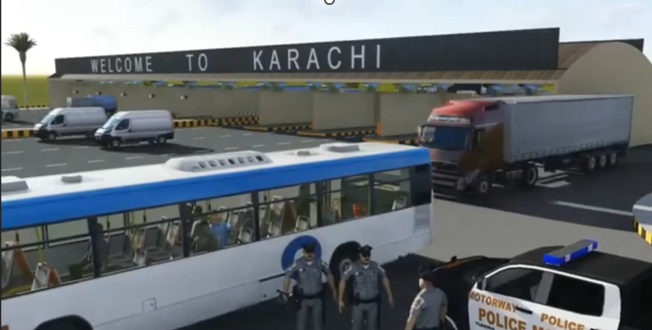 WELCOME TO KARACHI
MOTORWAY POLICE
POLICE